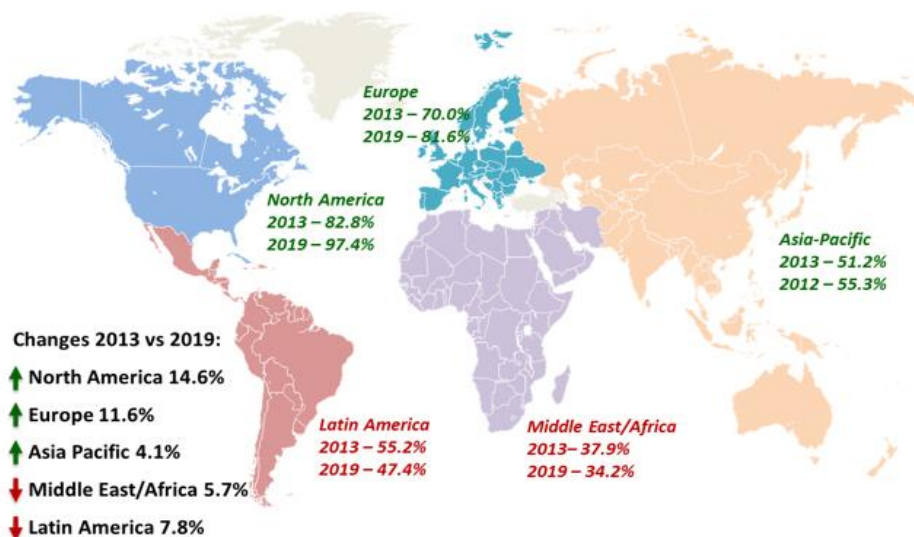 Europe
2013 – 70.0%
2019 – 81.6%
North America
2013 – 82.8%
2019 – 97.4%
Asia-Pacific
2013 – 51.2%
2012 – 55.3%
Changes 2013 vs 2019:
North America 14.6%
Europe 11.6%
Asia Pacific 4.1%
Middle East/Africa 5.7%
Latin America 7.8%
Latin America
2013 – 55.2%
2019 – 47.4%
Middle East/Africa
2013– 37.9%
2019 – 34.2%